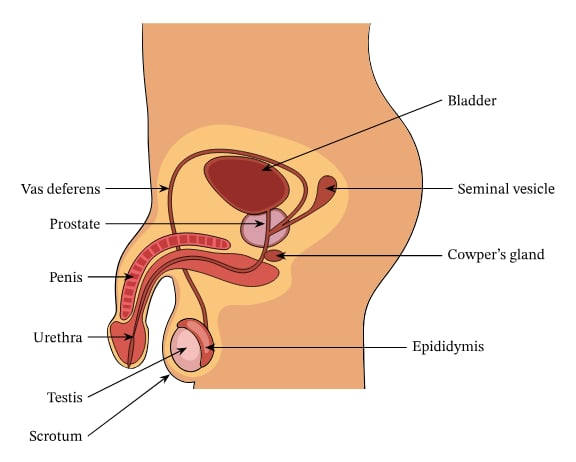 Bladder
Vas deferens
Seminal vesicle
Prostate
Cowper's gland
Penis
Urethra
Epididymis
Testis
Scrotum